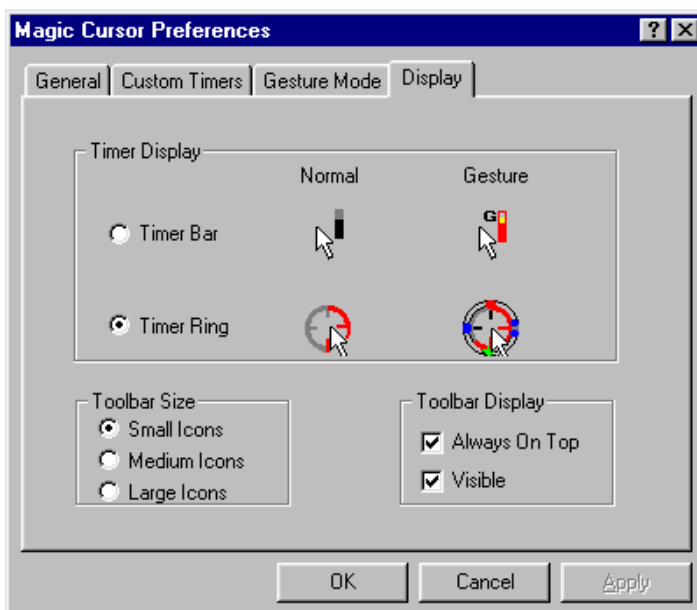 Magic Cursor Preferences
General Custom Timers Gesture Mode Display
Timer Display
Normal Gesture
Timer Bar
G
Timer Ring
Toolbar Size
Small Icons
Medium Icons
Large Icons
Toolbar Display
Always On Top
Visible
OK Cancel Apply